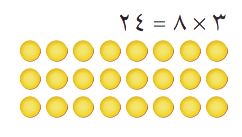 ٣ × ٨ = ٢٤